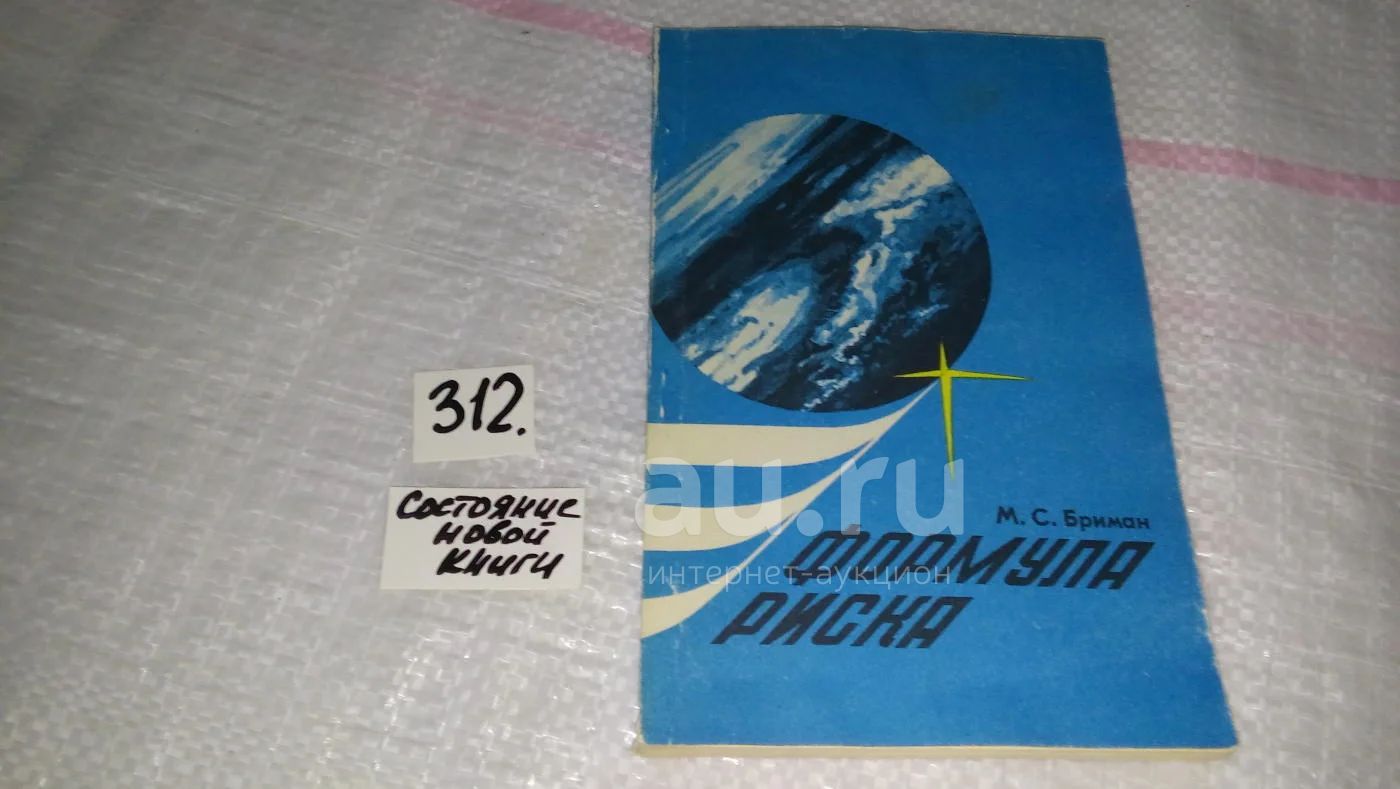 312.
Состояние
новой
книги
М. С. Бриман
ФОРМУЛА
РИСКА
au.ru
интернет-аукцион